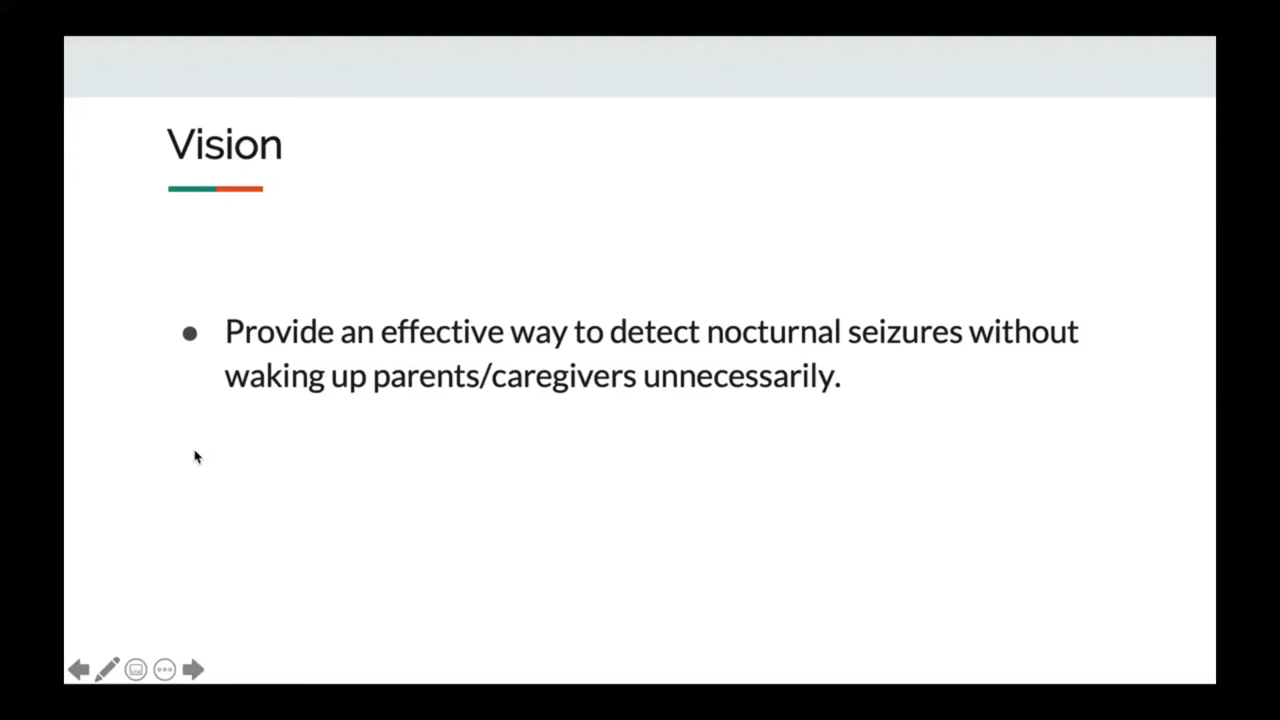 Vision
● Provide an effective way to detect nocturnal seizures without
waking up parents/caregivers unnecessarily.